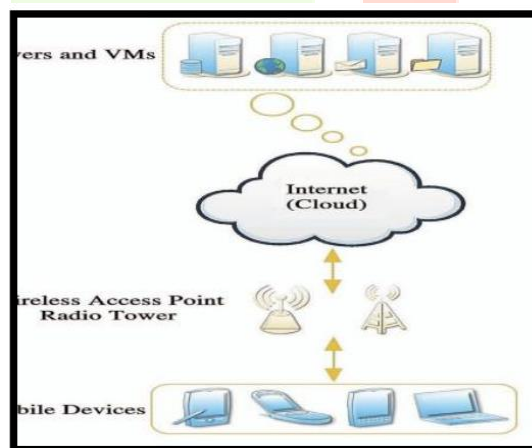 vers and VMs
Internet
(Cloud)
ireless Access Point
Radio Tower
bile Devices